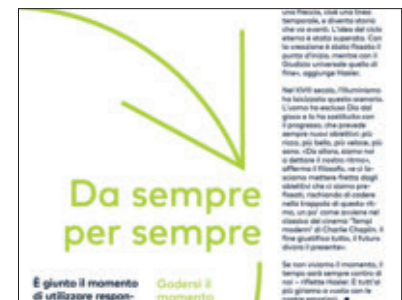 Da sempre
per sempre
È giunto il momento
di utilizzare respon-
Godersi il
momento
una freccia, cioè una linea
temporale, e diventa storia
che va avanti. L'idea del ciclo
eterno è stata superata. Con
la creazione è stato fissato il
punto d'inizio, mentre con il
Giudizio universale quello di
fine», aggiunge Hasler.
Nel XVIII secolo, l'Illuminismo
ha laicizzato questo scenario.
L'uomo ha escluso Dio dal
gioco e lo ha sostituito con
il progresso, che prevede
sempre nuovi obiettivi: più
ricco, più bello, più veloce, più
sano. «Da allora, siamo noi
a dettare il nostro ritmo»,
afferma il filosofo, «e ci la-
sciamo mettere fretta dagli
obiettivi che ci siamo pre-
fissati, rischiando di cadere
nella trappola di questo rit-
mo, un po' come avviene nel
classico del cinema "Tempi
moderni" di Charlie Chaplin. Il
fine giustifica tutto, il futuro
divora il presente».
Se non viviamo il momento, il
tempo sarà sempre contro di
noi – riflette Hasler. E tutt'al
più giriamo a vuoto con le